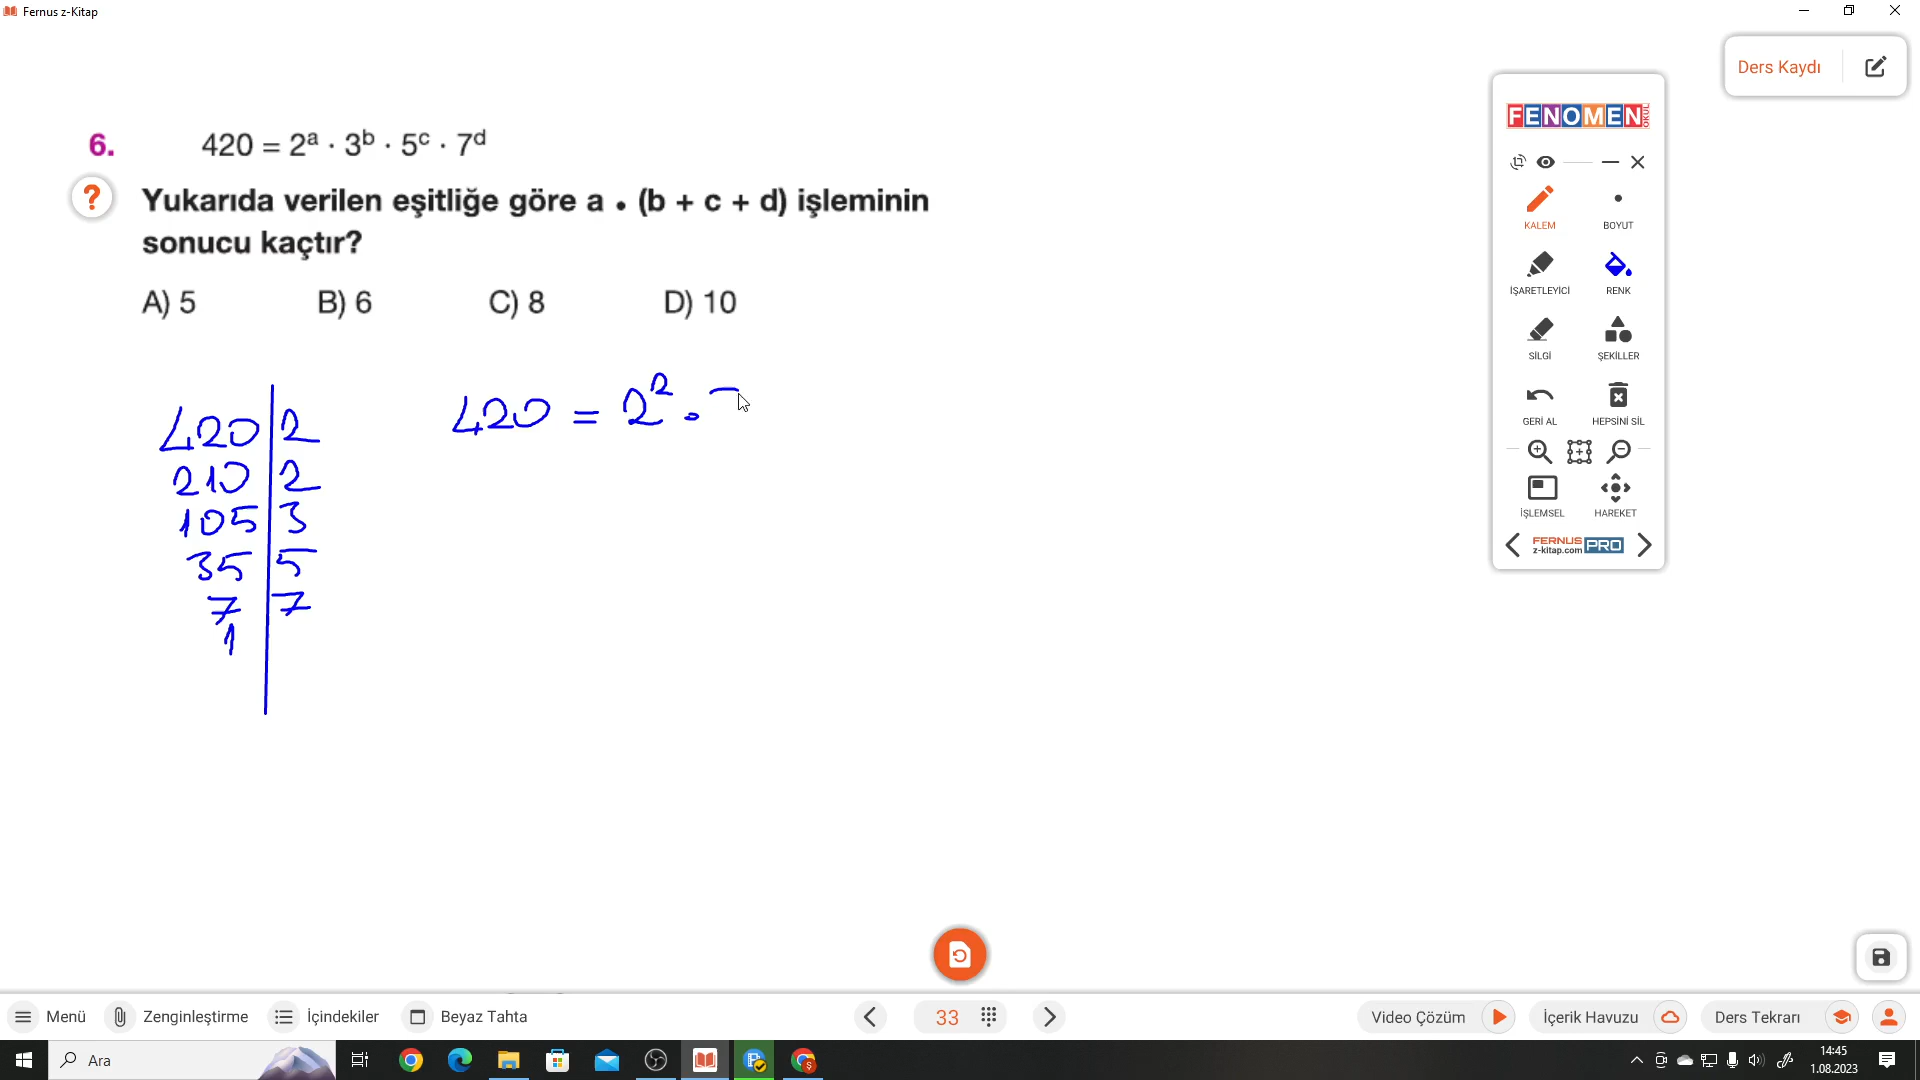 Fernus z-Kitap
Ders Kaydı
FENOMEN OKUL
6. 420 = 2ᵃ · 3ᵇ · 5ᶜ · 7ᵈ
? Yukarıda verilen eşitliğe göre a • (b + c + d) işleminin
sonucu kaçtır?
A) 5 B) 6 C) 8 D) 10
420 2
210 2
105 3
35 5
7 7
1
420 = 2² ·
KALEM BOYUT
İŞARETLEYİCİ RENK
SİLGİ ŞEKİLLER
GERİ AL HEPSİNİ SİL
İŞLEMSEL HAREKET
FERNUS
z-kitap.com PRO
Menü Zenginleştirme İçindekiler Beyaz Tahta 33 Video Çözüm İçerik Havuzu Ders Tekrarı
Ara
14:45
1.08.2023